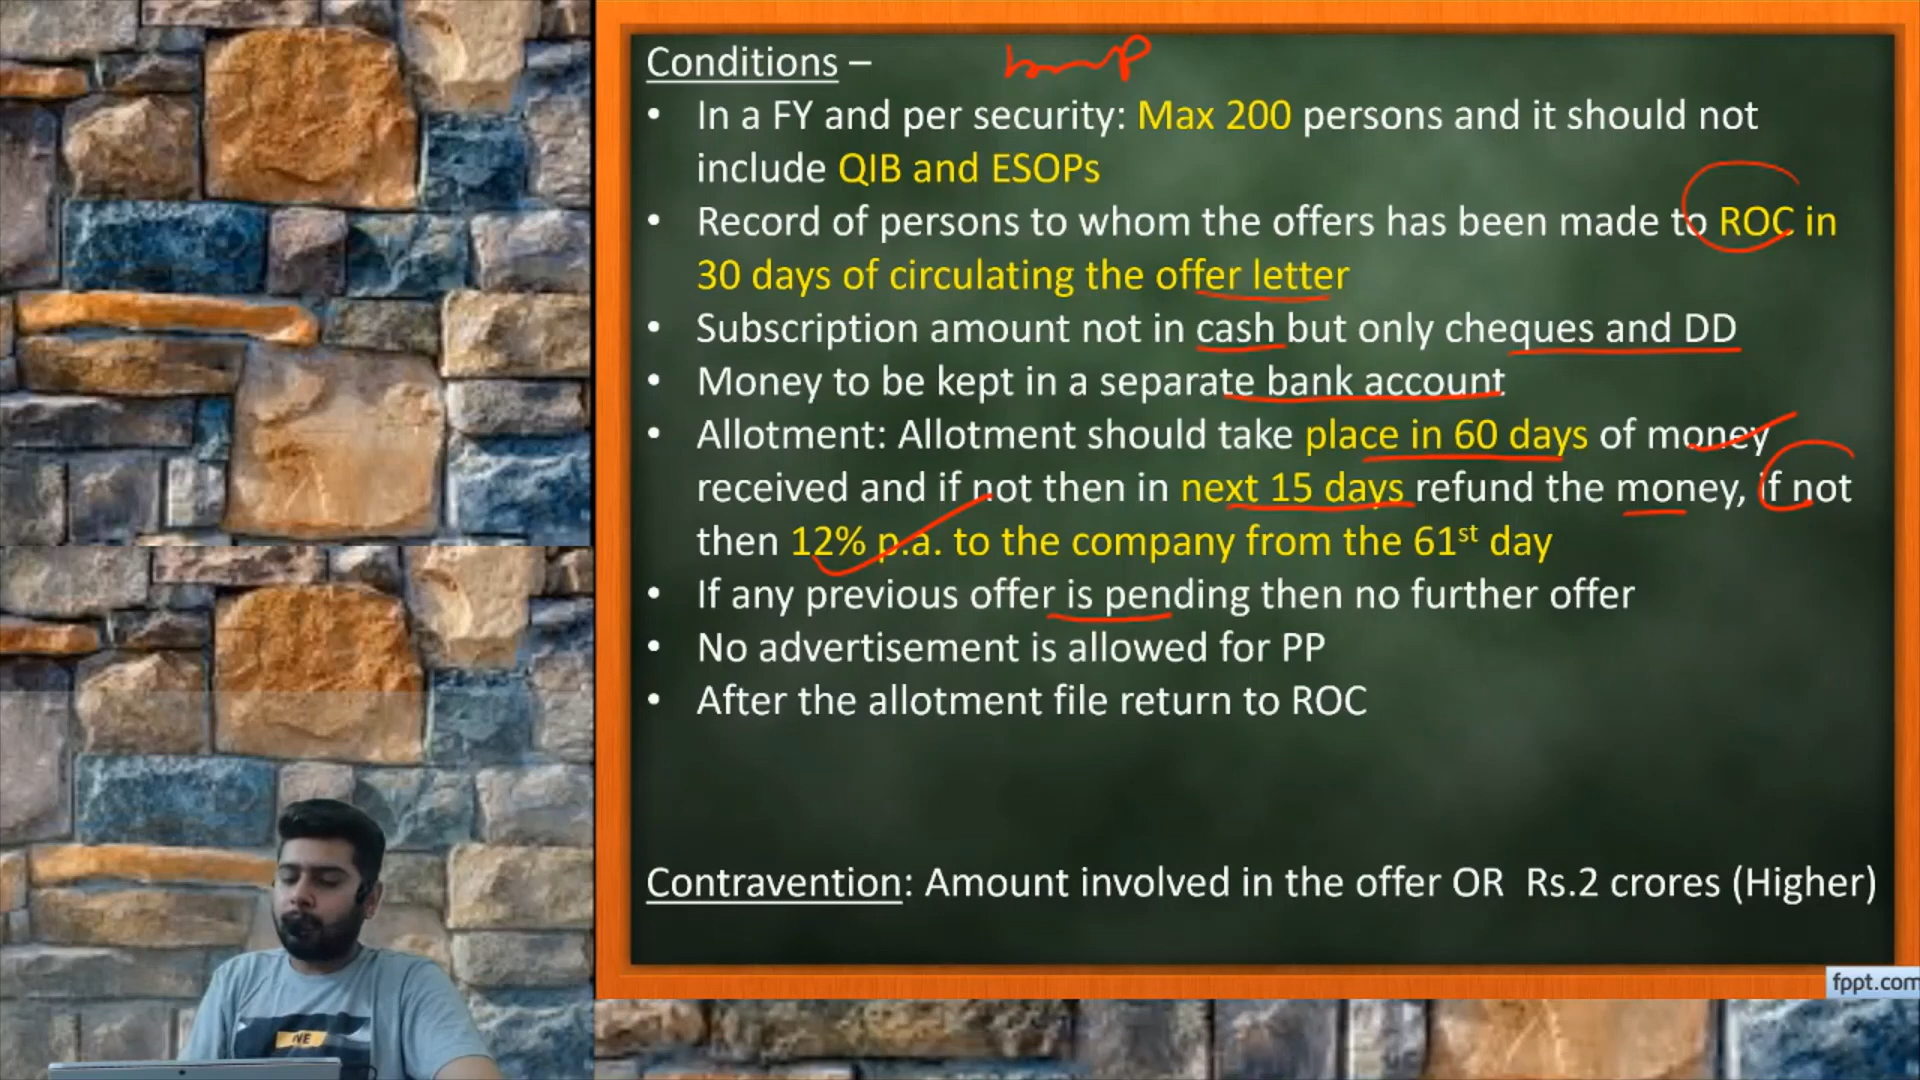 Conditions –
• In a FY and per security: Max 200 persons and it should not
include QIB and ESOPs
• Record of persons to whom the offers has been made to ROC in
30 days of circulating the offer letter
• Subscription amount not in cash but only cheques and DD
• Money to be kept in a separate bank account
• Allotment: Allotment should take place in 60 days of money
received and if not then in next 15 days refund the money, if not
then 12% p.a. to the company from the 61st day
• If any previous offer is pending then no further offer
• No advertisement is allowed for PP
• After the allotment file return to ROC
Contravention: Amount involved in the offer OR Rs.2 crores (Higher)
fppt.com